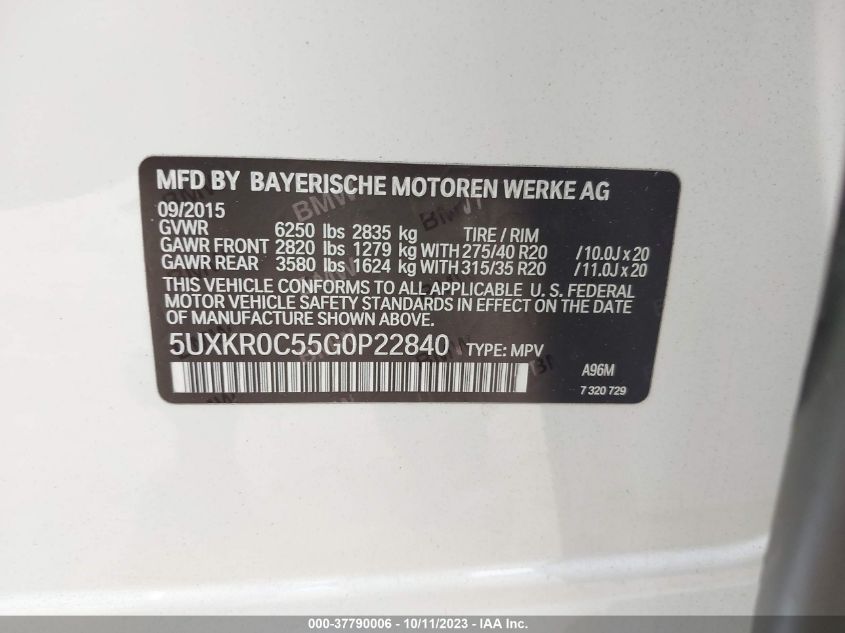 MFD BY BAYERISCHE MOTOREN WERKE AG
09/2015
GVWR 6250 lbs 2835 kg TIRE / RIM
GAWR FRONT 2820 lbs 1279 kg WITH 275/40 R20 /10.0J x 20
GAWR REAR 3580 lbs 1624 kg WITH 315/35 R20 /11.0J x 20
THIS VEHICLE CONFORMS TO ALL APPLICABLE U. S. FEDERAL
MOTOR VEHICLE SAFETY STANDARDS IN EFFECT ON THE DATE
OF MANUFACTURE SHOWN ABOVE.
5UXKR0C55G0P22840 TYPE: MPV
A96M
7 320 729
000-37790006 - 10/11/2023 - IAA Inc.